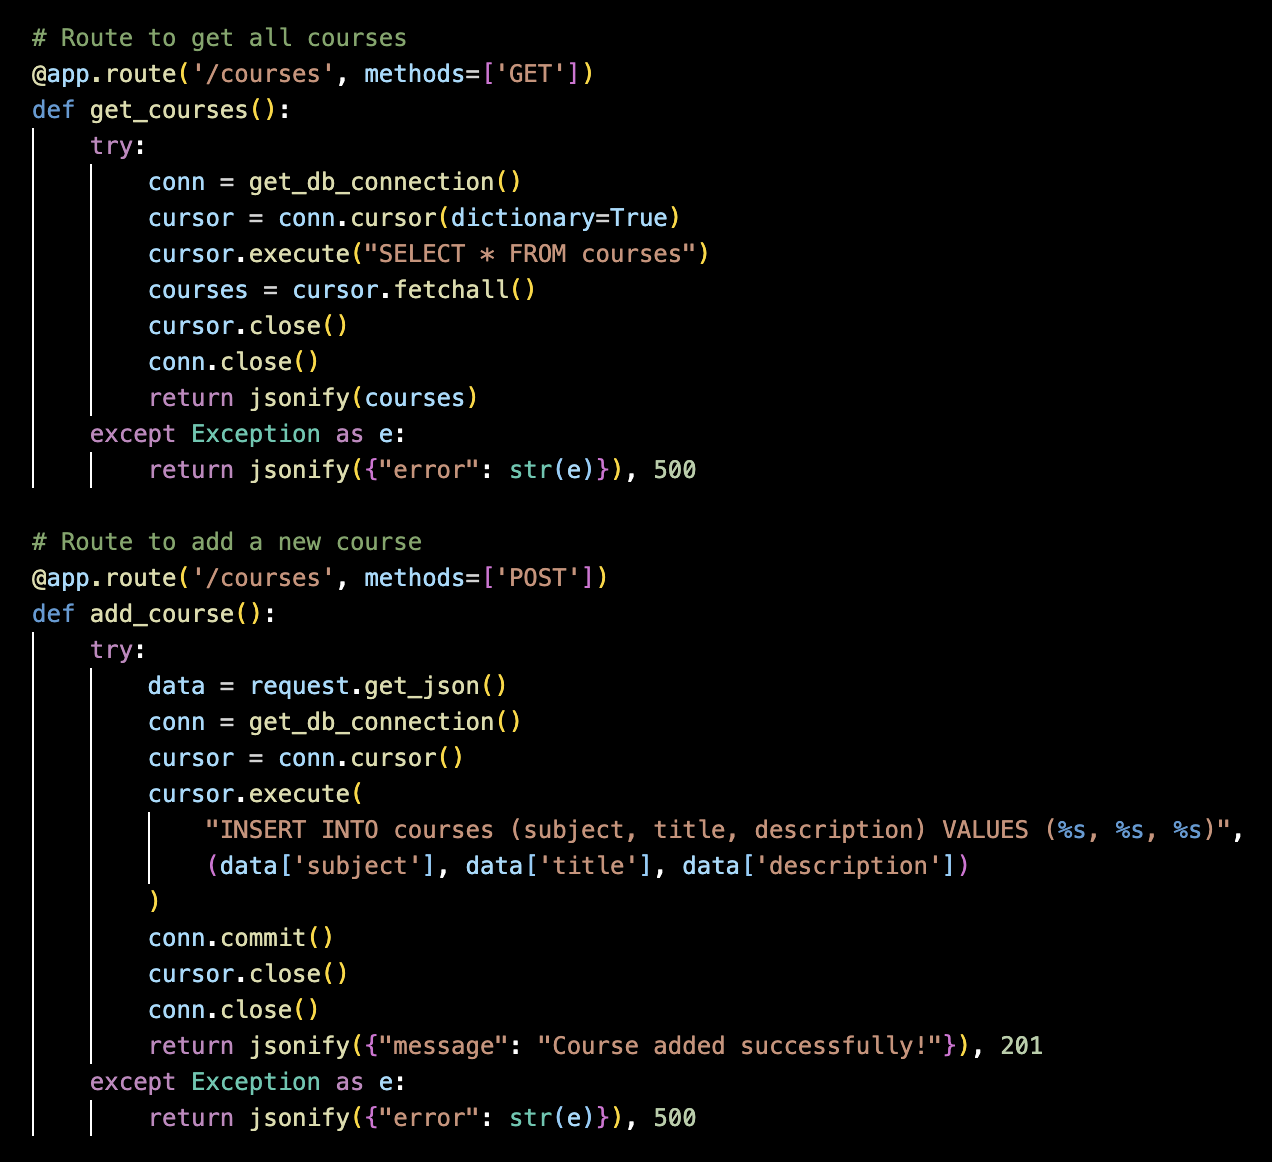 # Route to get all courses
@app.route('/courses', methods=['GET'])
def get_courses():
    try:
        conn = get_db_connection()
        cursor = conn.cursor(dictionary=True)
        cursor.execute("SELECT * FROM courses")
        courses = cursor.fetchall()
        cursor.close()
        conn.close()
        return jsonify(courses)
    except Exception as e:
        return jsonify({"error": str(e)}), 500

# Route to add a new course
@app.route('/courses', methods=['POST'])
def add_course():
    try:
        data = request.get_json()
        conn = get_db_connection()
        cursor = conn.cursor()
        cursor.execute(
            "INSERT INTO courses (subject, title, description) VALUES (%s, %s, %s)",
            (data['subject'], data['title'], data['description'])
        )
        conn.commit()
        cursor.close()
        conn.close()
        return jsonify({"message": "Course added successfully!"}), 201
    except Exception as e:
        return jsonify({"error": str(e)}), 500